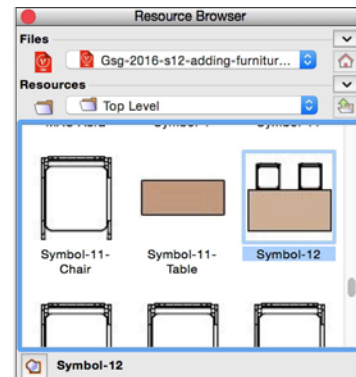 Resource Browser
Files
Gsg-2016-s12-adding-furnitur...
Resources
Top Level
Symbol-11-
Chair
Symbol-11-
Table
Symbol-12
Symbol-12